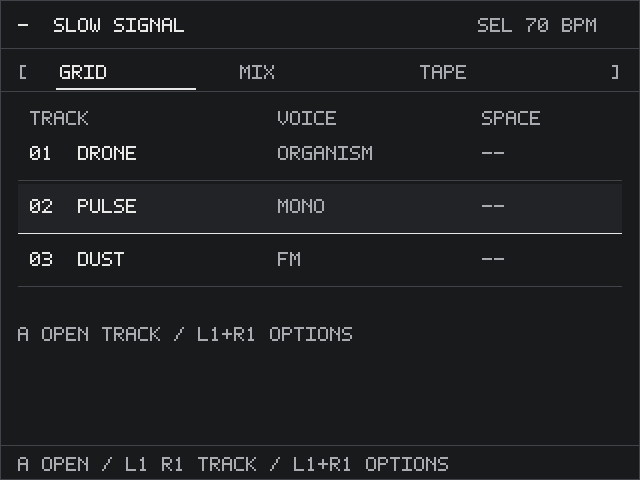 – SLOW SIGNAL SEL 70 BPM
[ GRID MIX TAPE ]
TRACK VOICE SPACE
01 DRONE ORGANISM --
02 PULSE MONO --
03 DUST FM --
A OPEN TRACK / L1+R1 OPTIONS
A OPEN / L1 R1 TRACK / L1+R1 OPTIONS